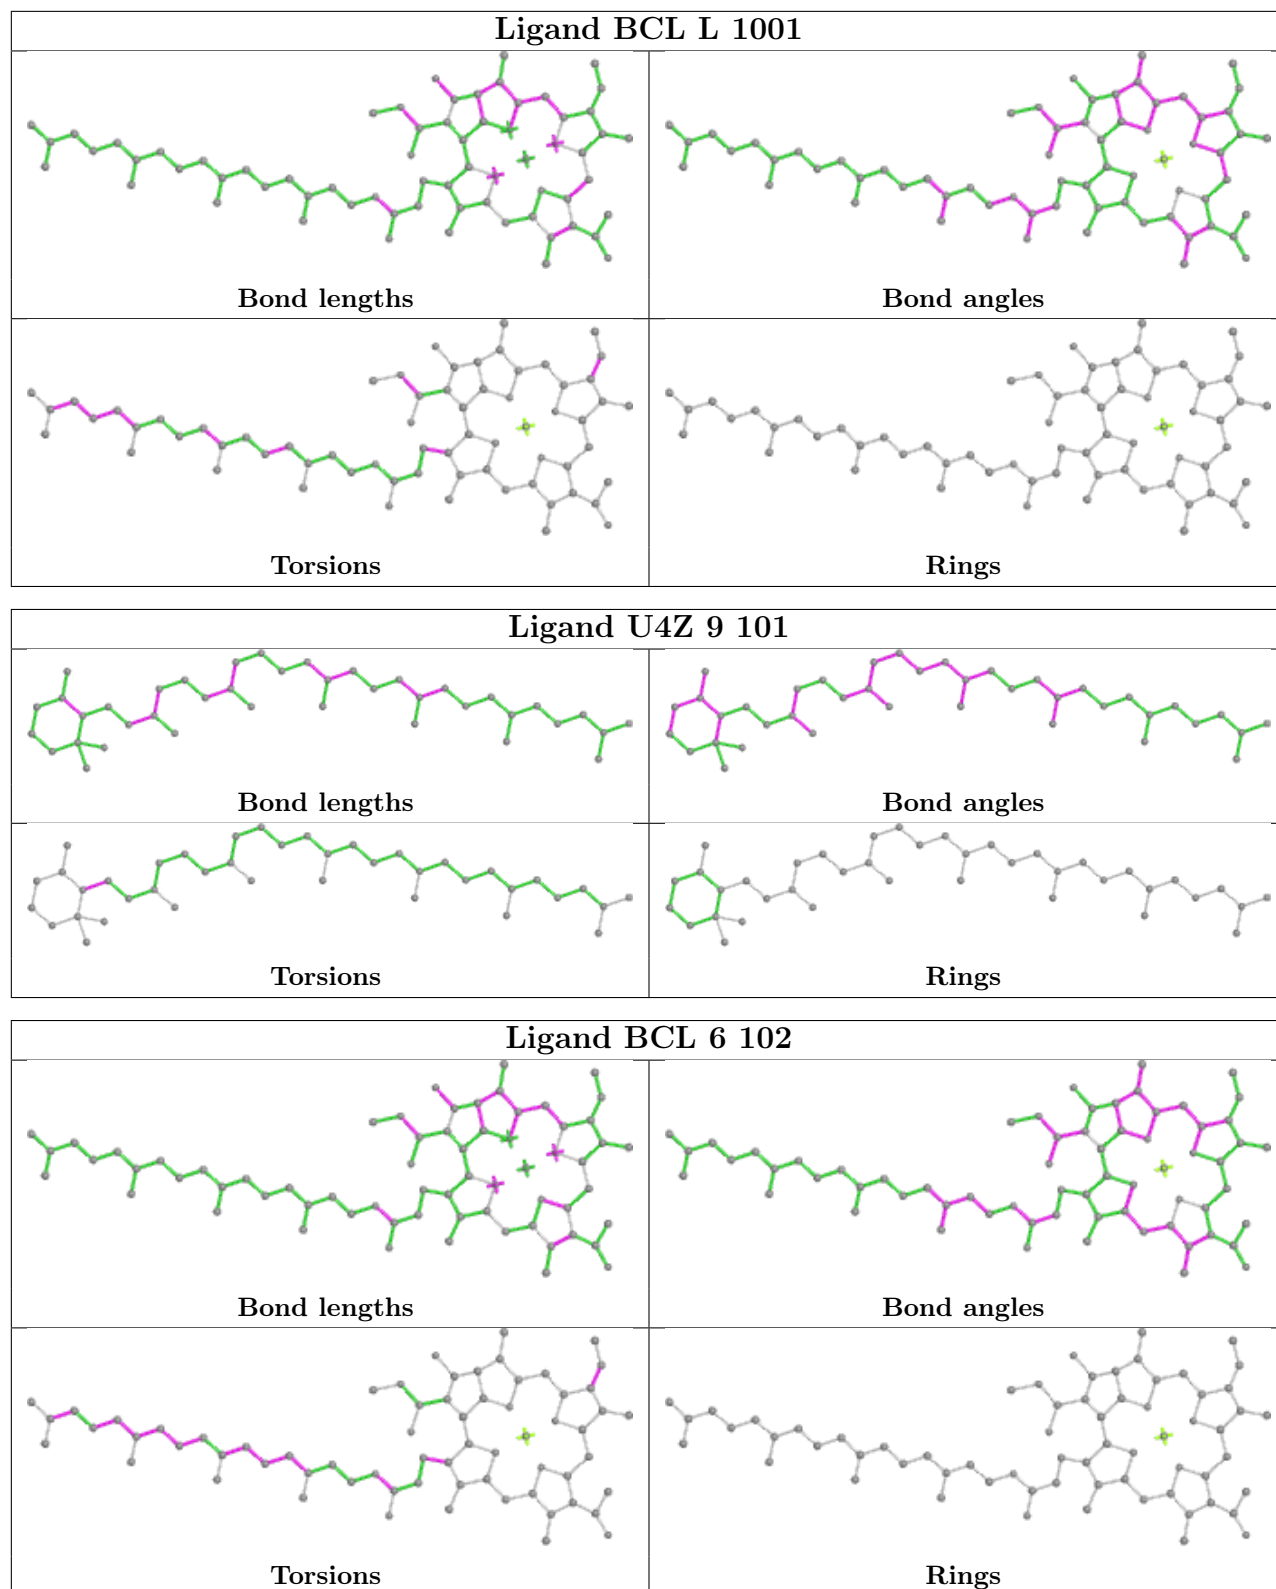 Ligand BCL L 1001
Bond lengths
Bond angles
Torsions
Rings
Ligand U4Z 9 101
Bond lengths
Bond angles
Torsions
Rings
Ligand BCL 6 102
Bond lengths
Bond angles
Torsions
Rings